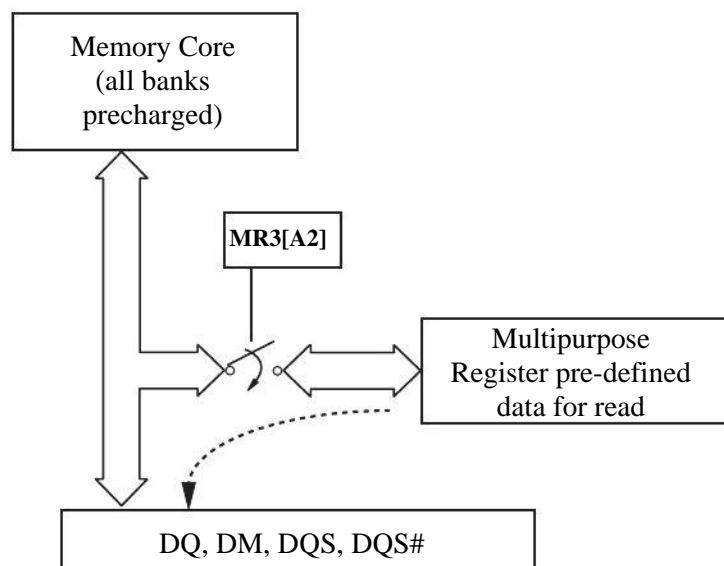 Memory Core
(all banks
precharged)
MR3[A2]
Multipurpose
Register pre-defined
data for read
DQ, DM, DQS, DQS#